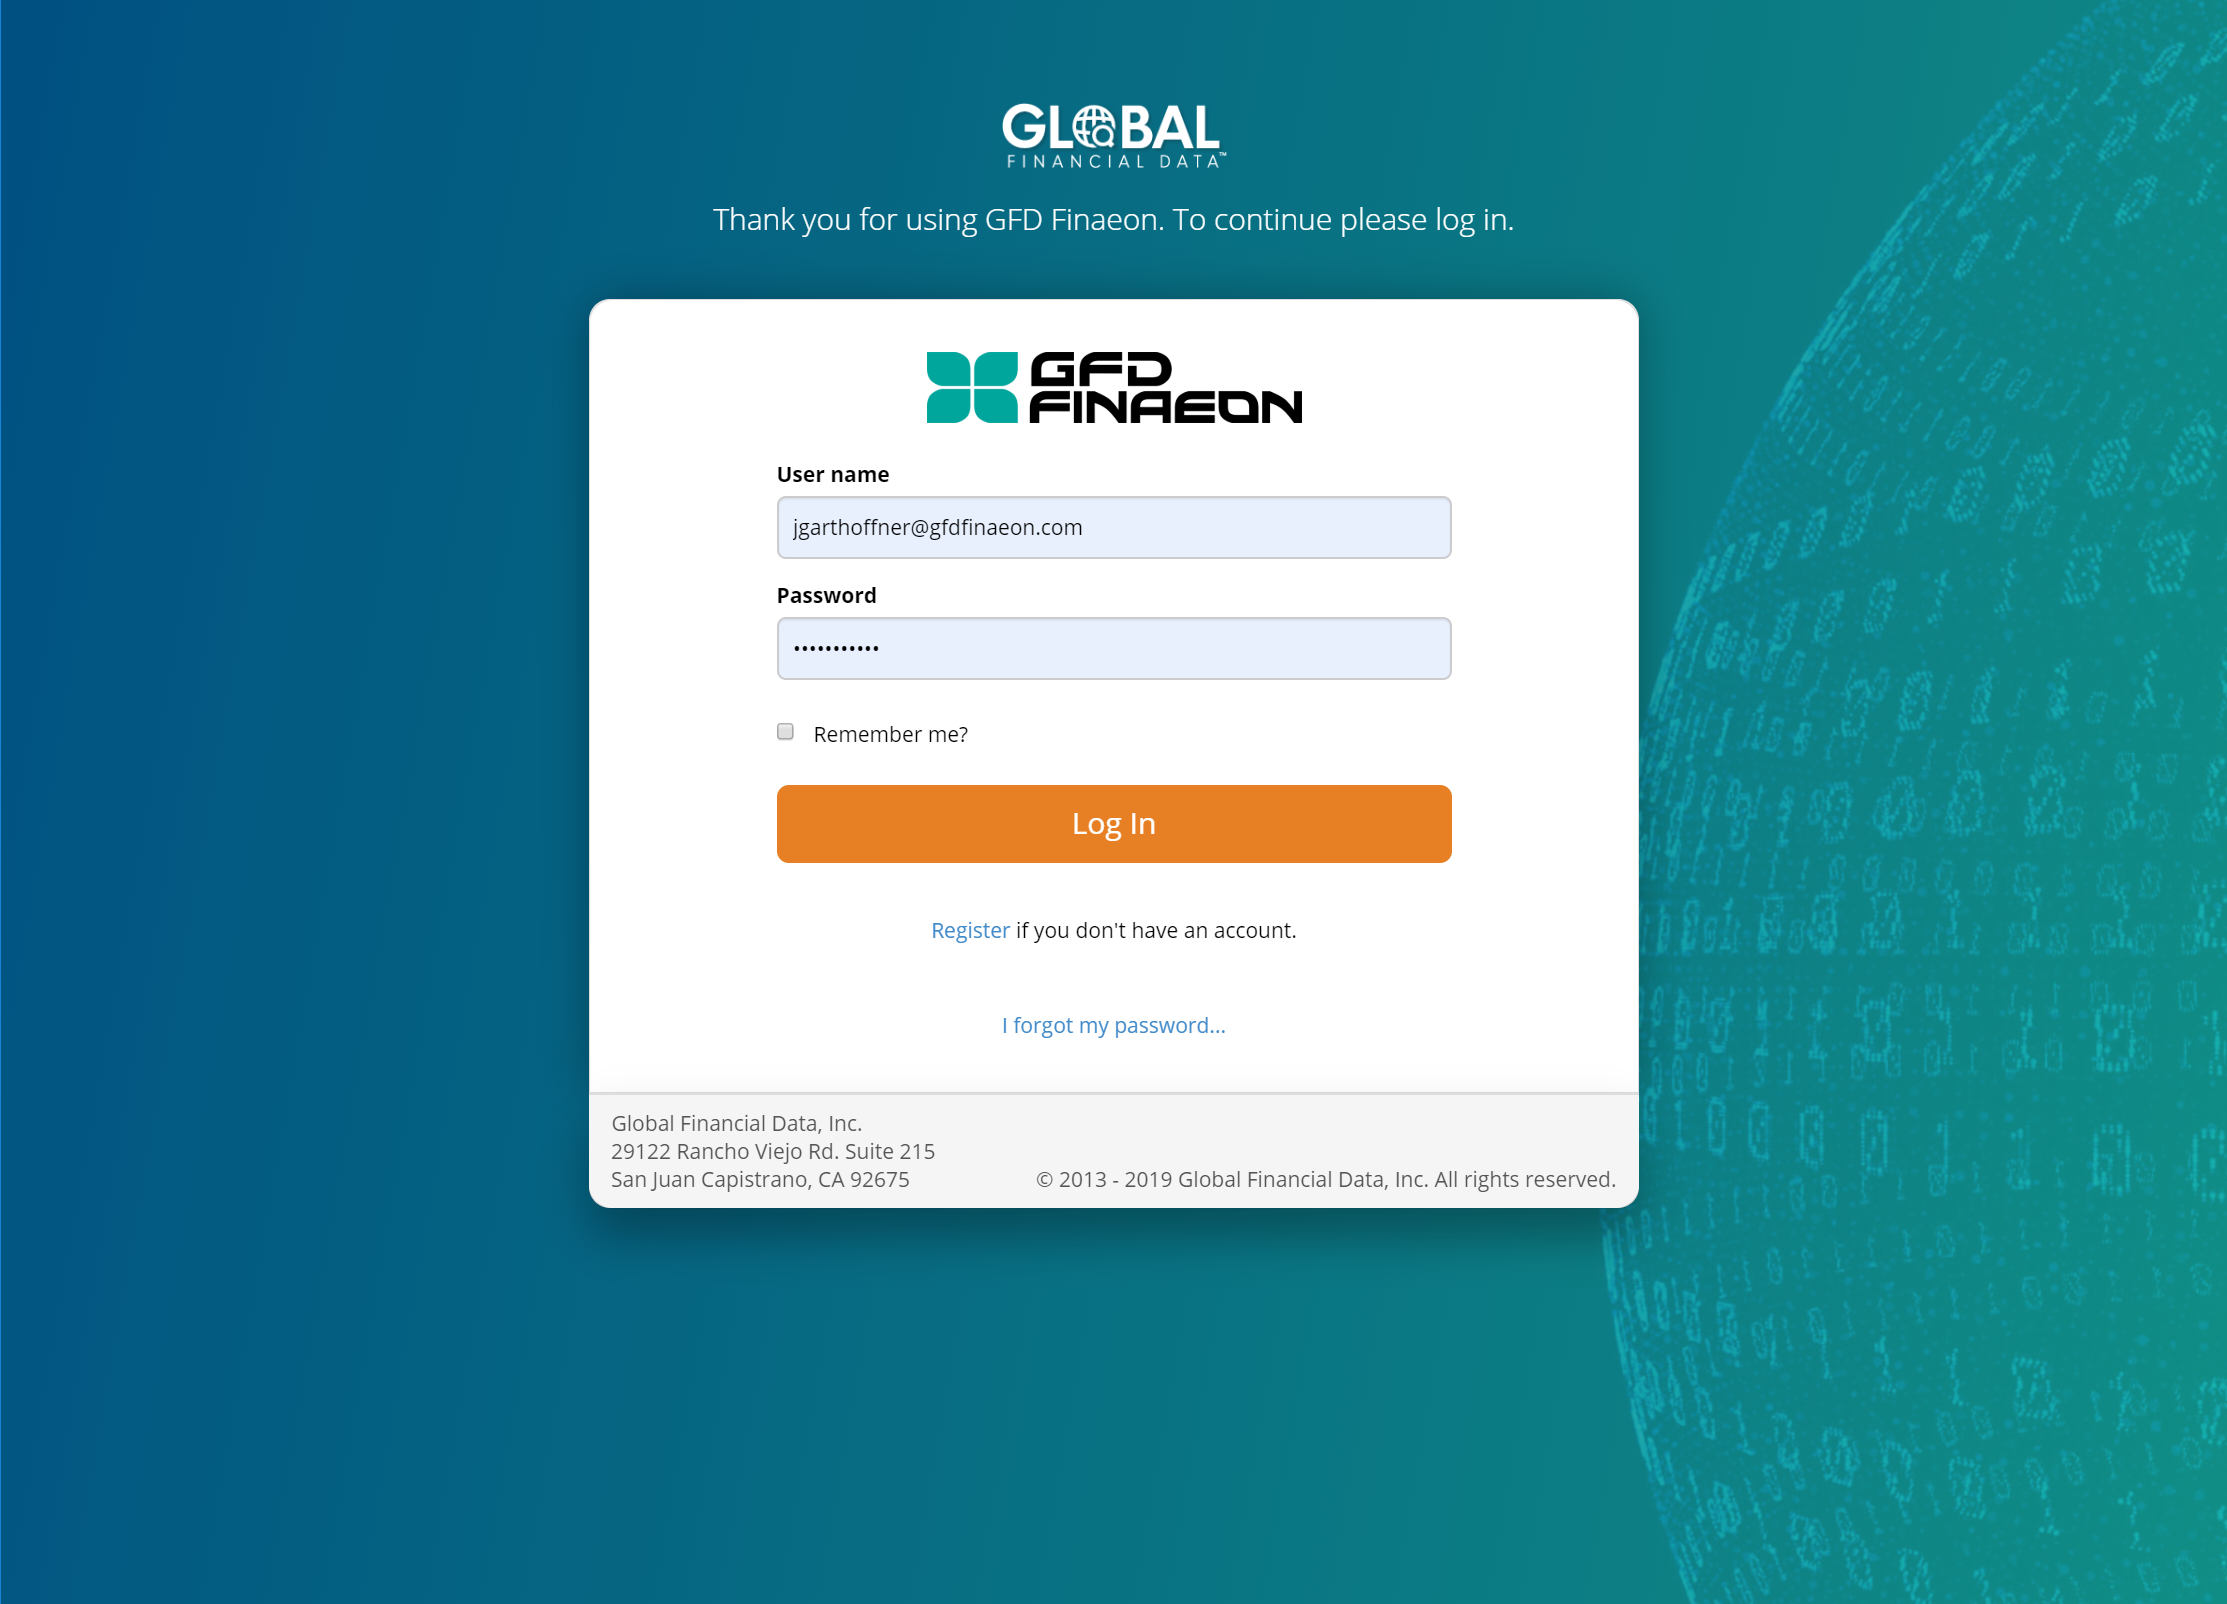 GLOBAL
FINANCIAL DATA™
Thank you for using GFD Finaeon. To continue please log in.
GFD
FINAEON
User name
jgarthoffner@gfdfinaeon.com
Password
•••••••••••
Remember me?
Log In
Register if you don't have an account.
I forgot my password...
Global Financial Data, Inc.
29122 Rancho Viejo Rd. Suite 215
San Juan Capistrano, CA 92675
© 2013 - 2019 Global Financial Data, Inc. All rights reserved.